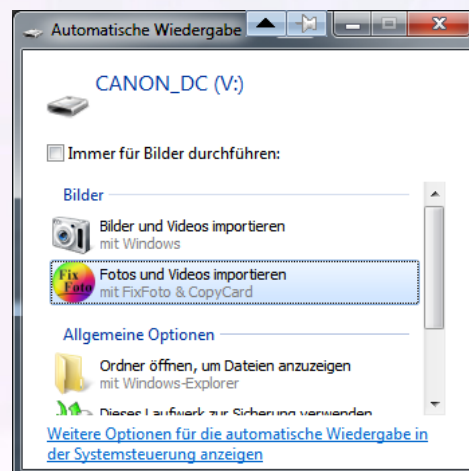 Automatische Wiedergabe
CANON_DC (V:)
Immer für Bilder durchführen:
Bilder
Bilder und Videos importieren
mit Windows
Fix
Foto
Fotos und Videos importieren
mit FixFoto & CopyCard
Allgemeine Optionen
Ordner öffnen, um Dateien anzuzeigen
mit Windows-Explorer
Dieses Laufwerk zur Sicherung verwenden
Weitere Optionen für die automatische Wiedergabe in
der Systemsteuerung anzeigen